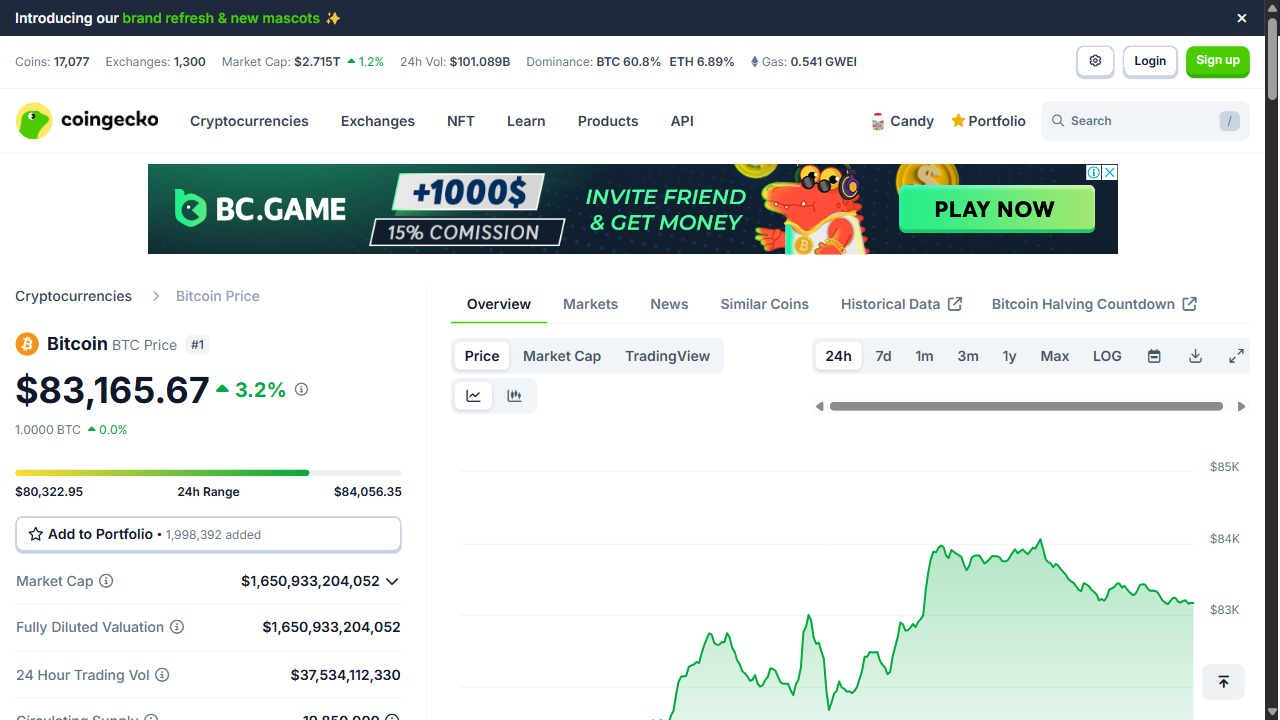 Introducing our brand refresh & new mascots ✨
Coins: 17,077 Exchanges: 1,300 Market Cap: $2.715T 1.2% 24h Vol: $101.089B Dominance: BTC 60.8% ETH 6.89% Gas: 0.541 GWEI
Login
Sign up
coingecko
Cryptocurrencies Exchanges NFT Learn Products API
Candy Portfolio Search /
BC.GAME
+1000$
15% COMISSION
INVITE FRIEND
& GET MONEY
PLAY NOW
Cryptocurrencies Bitcoin Price
Bitcoin BTC Price #1
$83,165.67 3.2%
1.0000 BTC 0.0%
$80,322.95 24h Range $84,056.35
Add to Portfolio • 1,998,392 added
Market Cap $1,650,933,204,052
Fully Diluted Valuation $1,650,933,204,052
24 Hour Trading Vol $37,534,112,330
Circulating Supply 19,850,000
Overview Markets News Similar Coins Historical Data Bitcoin Halving Countdown
Price Market Cap TradingView
24h 7d 1m 3m 1y Max LOG
$85K
$84K
$83K